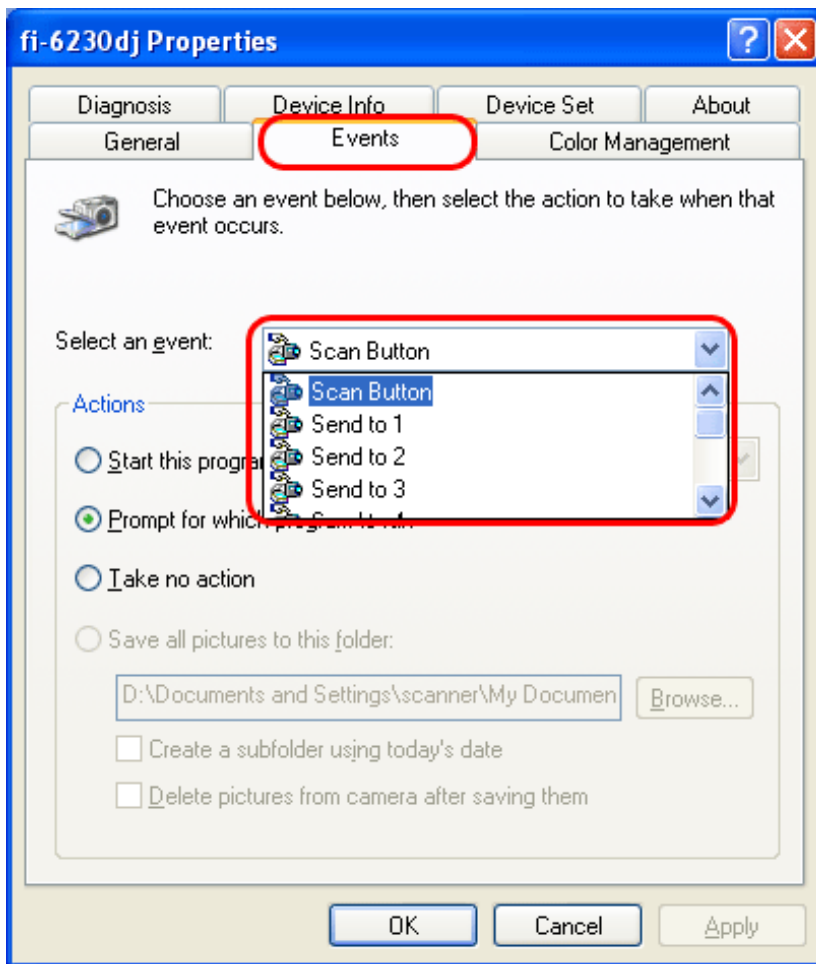 fi-6230dj Properties
Diagnosis Device Info Device Set About
General Events Color Management
Choose an event below, then select the action to take when that
event occurs.
Select an event: Scan Button
Scan Button
Send to 1
Send to 2
Send to 3
Actions
Start this
Prompt for which
Take no action
Save all pictures to this folder:
D:\Documents and Settings\scanner\My Documen Browse...
Create a subfolder using today's date
Delete pictures from camera after saving them
OK Cancel Apply